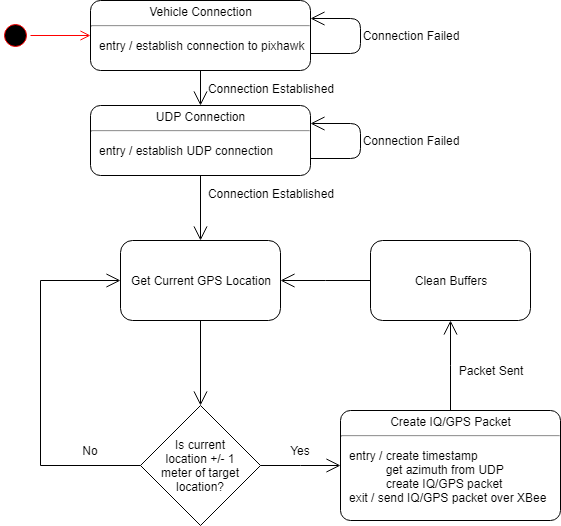 Vehicle Connection
entry / establish connection to pixhawk
Connection Failed
Connection Established
UDP Connection
entry / establish UDP connection
Connection Failed
Connection Established
Get Current GPS Location
Clean Buffers
Packet Sent
Is current
location +/- 1
meter of target
location?
No
Yes
Create IQ/GPS Packet
entry / create timestamp
get azimuth from UDP
create IQ/GPS packet
exit / send IQ/GPS packet over XBee